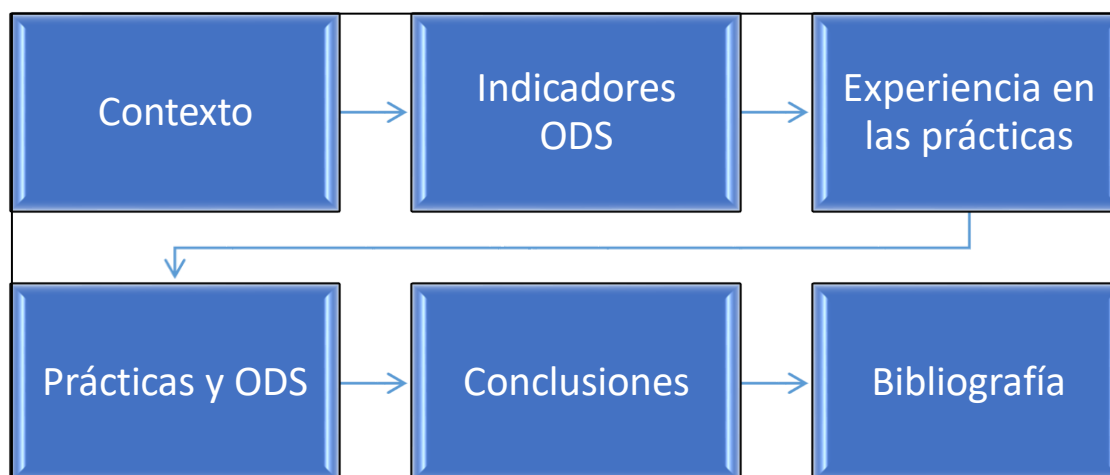 Contexto
Indicadores
ODS
Experiencia en
las prácticas
Prácticas y ODS
Conclusiones
Bibliografía